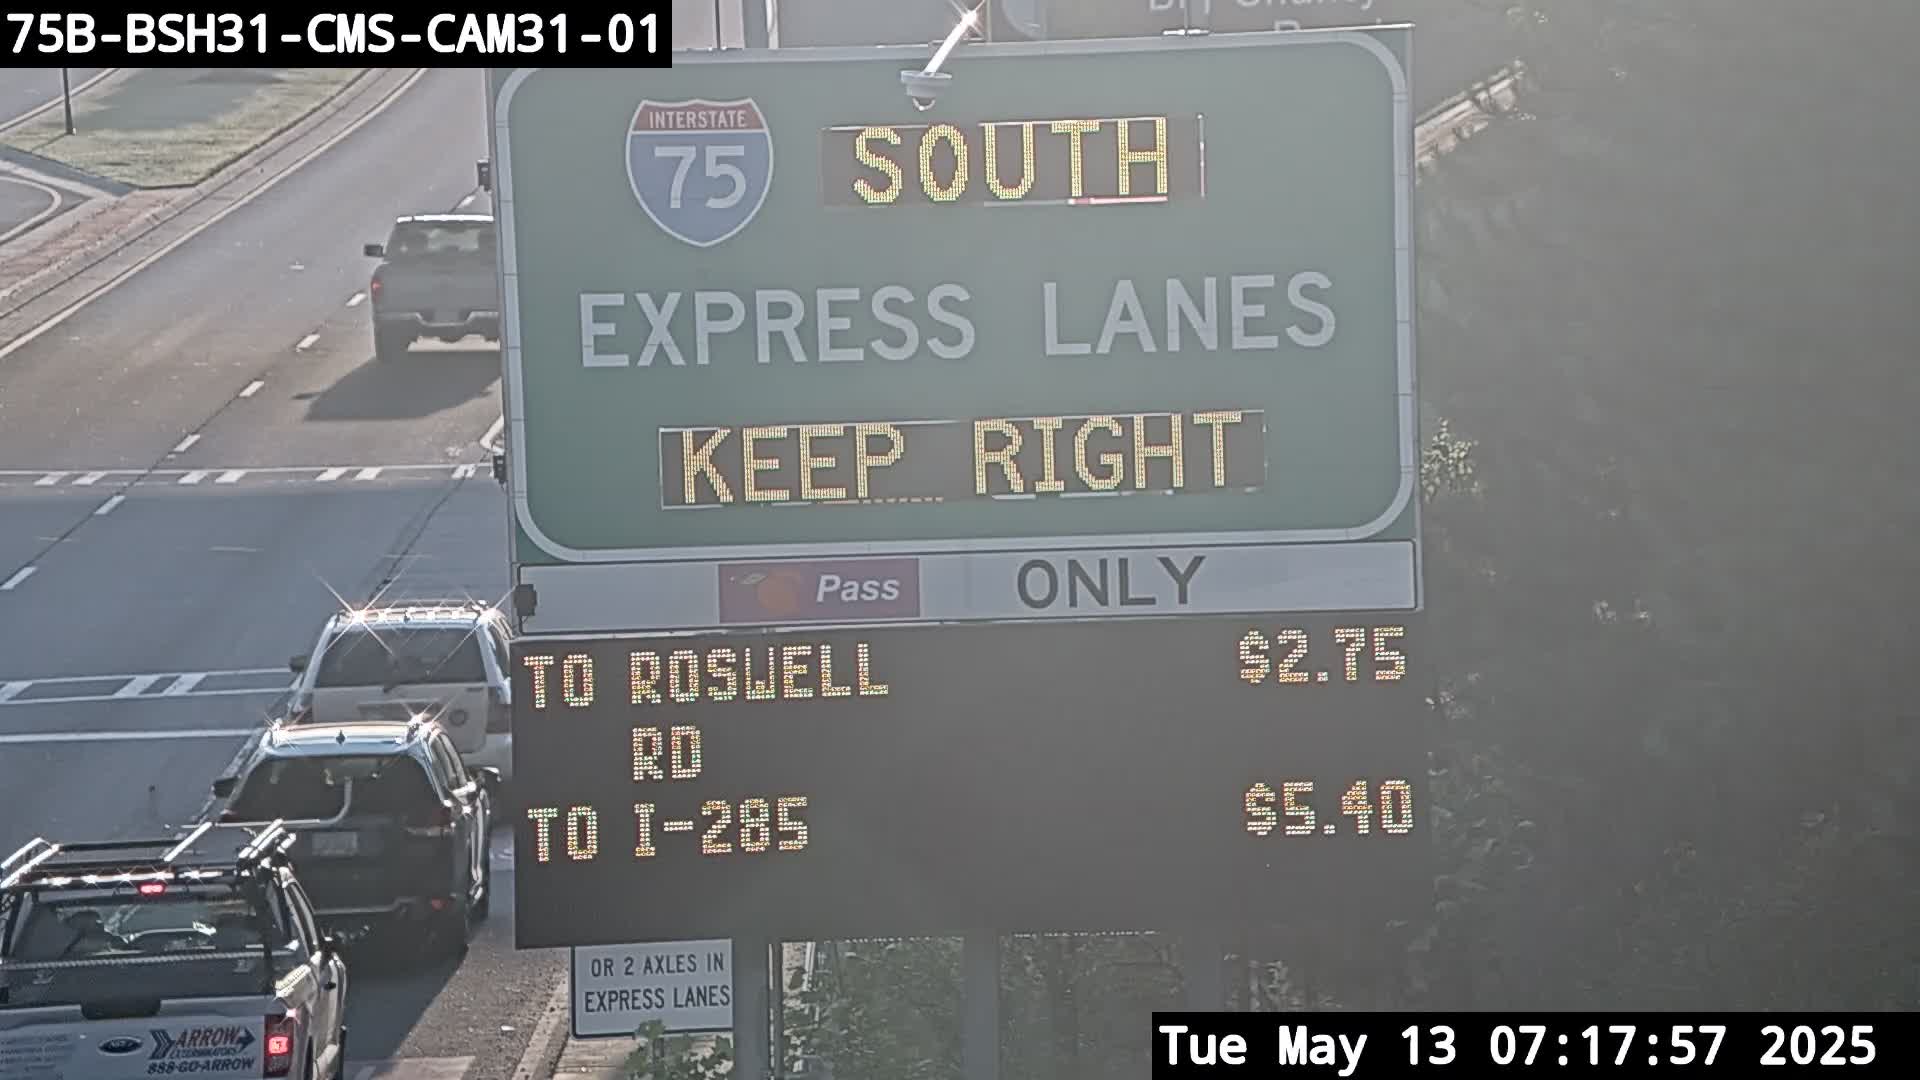 75B-BSH31-CMS-CAM31-01
INTERSTATE
75
SOUTH
EXPRESS LANES
KEEP RIGHT
Pass ONLY
TO ROSWELL $2.75
RD
TO I-285 $5.40
OR 2 AXLES IN
EXPRESS LANES
Ford
ARROW
EXTERMINATORS
888-GO-ARROW
Tue May 13 07:17:57 2025